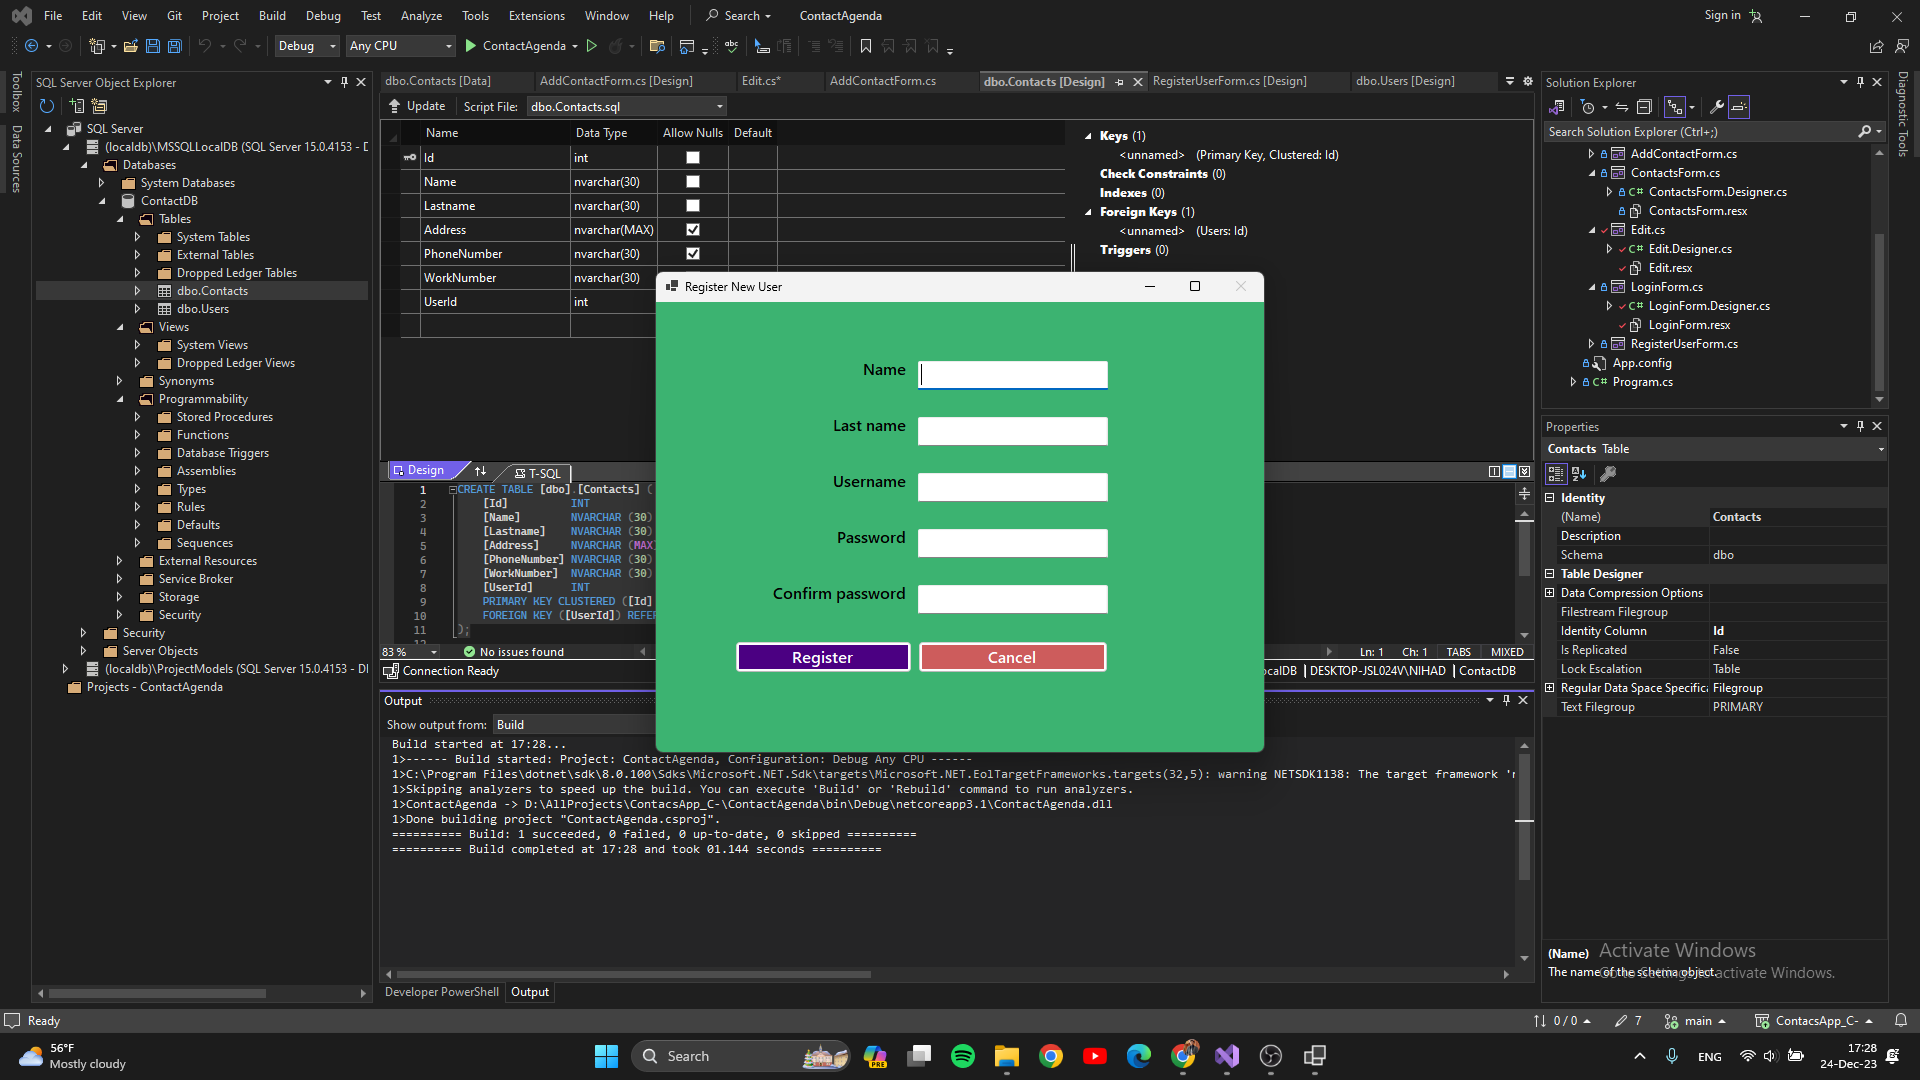 File Edit View Git Project Build Debug Test Analyze Tools Extensions Window Help Search ContactAgenda Sign in
Debug Any CPU ContactAgenda
Toolbox
Data Sources
SQL Server Object Explorer
SQL Server
(localdb)\MSSQLLocalDB (SQL Server 15.0.4153 - D
Databases
System Databases
ContactDB
Tables
System Tables
External Tables
Dropped Ledger Tables
dbo.Contacts
dbo.Users
Views
System Views
Dropped Ledger Views
Synonyms
Programmability
Stored Procedures
Functions
Database Triggers
Assemblies
Types
Rules
Defaults
Sequences
External Resources
Service Broker
Storage
Security
Security
Server Objects
(localdb)\ProjectModels (SQL Server 15.0.4153 - DI
Projects - ContactAgenda
dbo.Contacts [Data] AddContactForm.cs [Design] Edit.cs* AddContactForm.cs dbo.Contacts [Design] RegisterUserForm.cs [Design] dbo.Users [Design]
Update Script File: dbo.Contacts.sql
Name Data Type Allow Nulls Default
Id int
Name nvarchar(30)
Lastname nvarchar(30)
Address nvarchar(MAX)
PhoneNumber nvarchar(30)
WorkNumber nvarchar(30)
UserId int
Keys (1)
<unnamed> (Primary Key, Clustered: Id)
Check Constraints (0)
Indexes (0)
Foreign Keys (1)
<unnamed> (Users: Id)
Triggers (0)
Design T-SQL
1 CREATE TABLE [dbo].[Contacts] (
2 [Id] INT
3 [Name] NVARCHAR (30)
4 [Lastname] NVARCHAR (30)
5 [Address] NVARCHAR (MAX)
6 [PhoneNumber] NVARCHAR (30)
7 [WorkNumber] NVARCHAR (30)
8 [UserId] INT
9 PRIMARY KEY CLUSTERED ([Id]
10 FOREIGN KEY ([UserId]) REFE
11 );
12
83 % No issues found Ln: 1 Ch: 1 TABS MIXED
Connection Ready ocalDB DESKTOP-JSL024V\NIHAD ContactDB
Register New User
Name
Last name
Username
Password
Confirm password
Register Cancel
Output
Show output from: Build
Build started at 17:28...
1>------ Build started: Project: ContactAgenda, Configuration: Debug Any CPU ------
1>C:\Program Files\dotnet\sdk\8.0.100\Sdks\Microsoft.NET.Sdk\targets\Microsoft.NET.EolTargetFrameworks.targets(32,5): warning NETSDK1138: The target framework 'r
1>Skipping analyzers to speed up the build. You can execute 'Build' or 'Rebuild' command to run analyzers.
1>ContactAgenda -> D:\AllProjects\ContacsApp_C-\ContactAgenda\bin\Debug\netcoreapp3.1\ContactAgenda.dll
1>Done building project "ContactAgenda.csproj".
========== Build: 1 succeeded, 0 failed, 0 up-to-date, 0 skipped ==========
========== Build completed at 17:28 and took 01.144 seconds ==========
Developer PowerShell Output
Solution Explorer
Search Solution Explorer (Ctrl+;)
AddContactForm.cs
ContactsForm.cs
C# ContactsForm.Designer.cs
ContactsForm.resx
Edit.cs
C# Edit.Designer.cs
Edit.resx
LoginForm.cs
C# LoginForm.Designer.cs
LoginForm.resx
RegisterUserForm.cs
App.config
C# Program.cs
Diagnostic Tools
Properties
Contacts Table
Identity
(Name) Contacts
Description
Schema dbo
Table Designer
Data Compression Options
Filestream Filegroup
Identity Column Id
Is Replicated False
Lock Escalation Table
Regular Data Space Specifica Filegroup
Text Filegroup PRIMARY
(Name)
The name of the schema object.
Activate Windows
Go to Settings to activate Windows.
Ready 0 / 0 7 main ContacsApp_C-
56°F
Mostly cloudy
Search
PRE
ENG
17:28
24-Dec-23